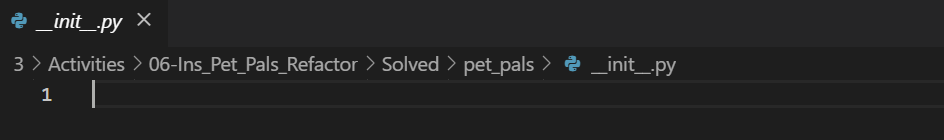 __init__.py
3 > Activities > 06-Ins_Pet_Pals_Refactor > Solved > pet_pals > __init__.py
1